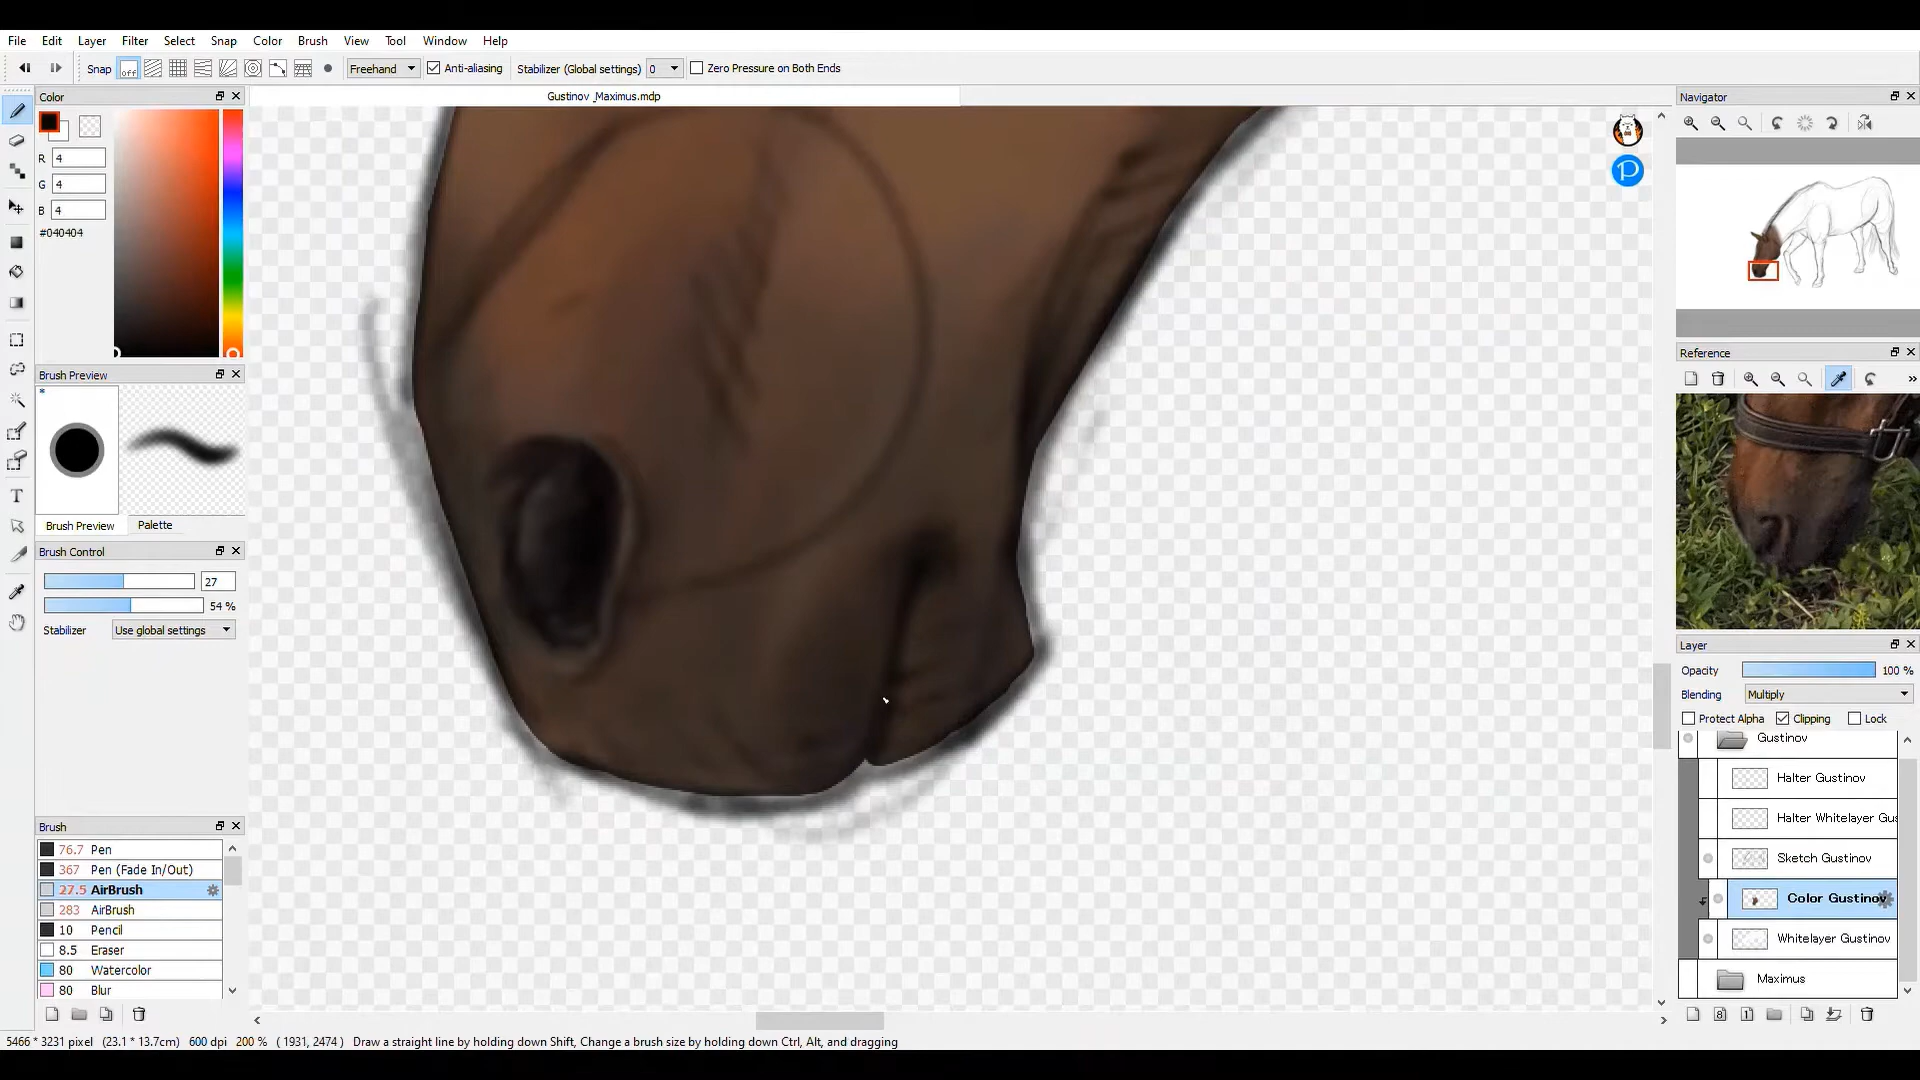 File Edit Layer Filter Select Snap Color Brush View Tool Window Help
Snap off Freehand Anti-aliasing Stabilizer (Global settings) 0 Zero Pressure on Both Ends
Color
Gustinov_Maximus.mdp
Navigator
R 4
G 4
B 4
#040404
Brush Preview
Brush Preview Palette
Brush Control
27
54 %
Stabilizer Use global settings
Brush
76.7 Pen
367 Pen (Fade In/Out)
27.5 AirBrush
283 AirBrush
10 Pencil
8.5 Eraser
80 Watercolor
80 Blur
Reference
Layer
Opacity 100 %
Blending Multiply
Protect Alpha Clipping Lock
Gustinov
Halter Gustinov
Halter Whitelayer Gus
Sketch Gustinov
Color Gustinov
Whitelayer Gustinov
Maximus
5466 * 3231 pixel (23.1 * 13.7cm) 600 dpi 200 % ( 1931, 2474 ) Draw a straight line by holding down Shift, Change a brush size by holding down Ctrl, Alt, and dragging